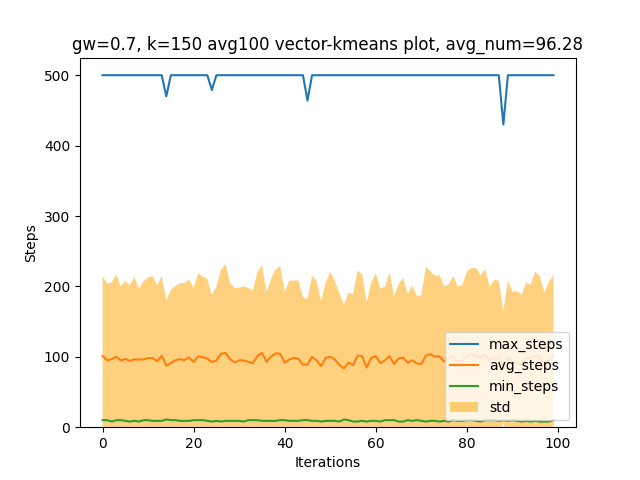 gw=0.7, k=150 avg100 vector-kmeans plot, avg_num=96.28
500
400
300
200
100
0
Steps
max_steps
avg_steps
min_steps
std
0 20 40 60 80 100
Iterations